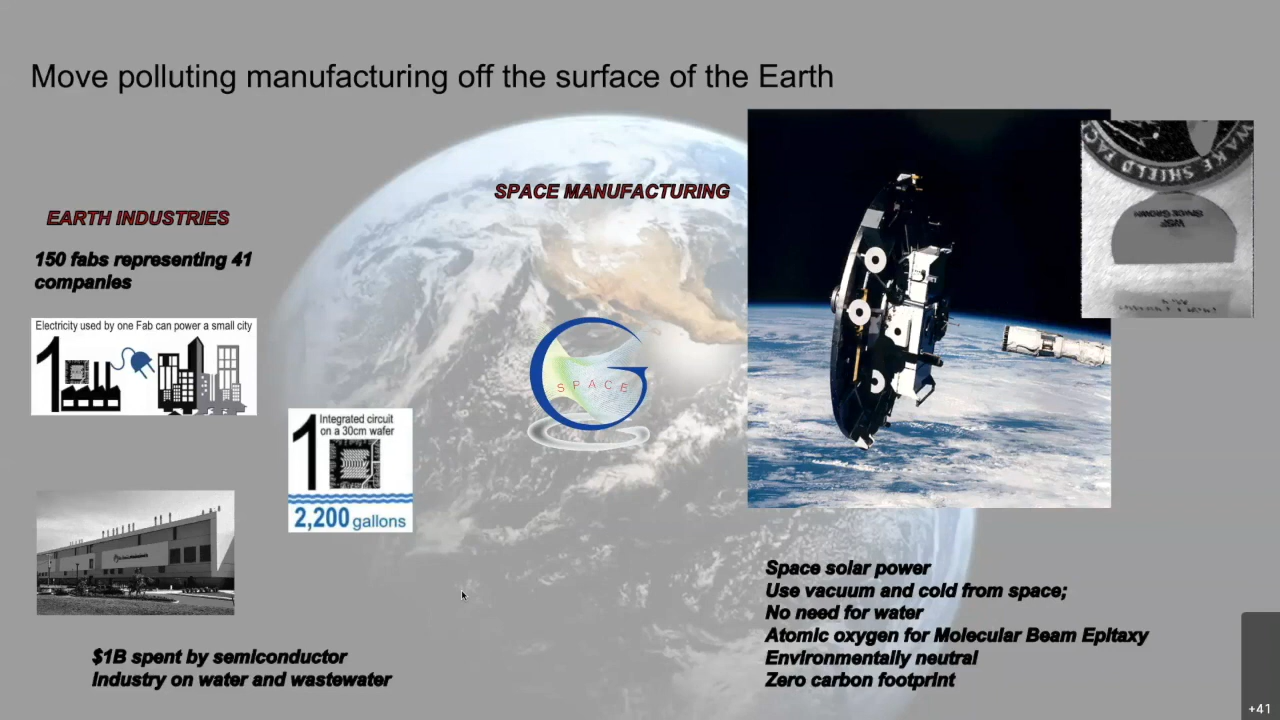 Move polluting manufacturing off the surface of the Earth
SPACE MANUFACTURING
EARTH INDUSTRIES
150 fabs representing 41
companies
Electricity used by one Fab can power a small city
1
1
Integrated circuit
on a 30cm wafer
2,200 gallons
$1B spent by semiconductor
Industry on water and wastewater
G
SPACE
WAKE SHIELD FAC
WSF
SPACE GROWN
Space solar power
Use vacuum and cold from space;
No need for water
Atomic oxygen for Molecular Beam Epitaxy
Environmentally neutral
Zero carbon footprint
+41